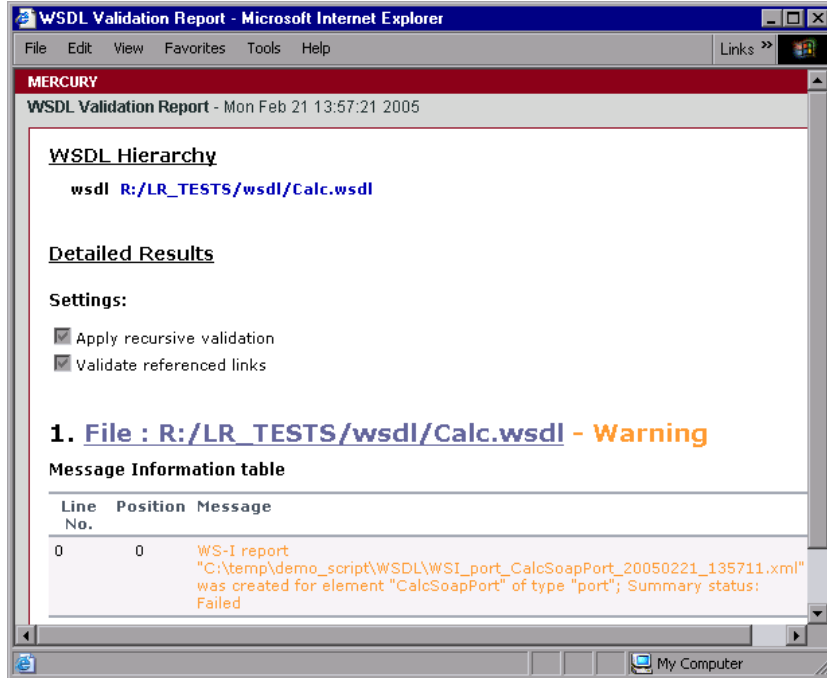 WSDL Validation Report - Microsoft Internet Explorer
File Edit View Favorites Tools Help Links »
MERCURY
WSDL Validation Report - Mon Feb 21 13:57:21 2005
WSDL Hierarchy
wsdl R:/LR_TESTS/wsdl/Calc.wsdl
Detailed Results
Settings:
Apply recursive validation
Validate referenced links
1. File : R:/LR_TESTS/wsdl/Calc.wsdl - Warning
Message Information table
Line Position Message
No.
0 0 WS-I report
"C:\temp\demo_script\WSDL\WSI_port_CalcSoapPort_20050221_135711.xml"
was created for element "CalcSoapPort" of type "port"; Summary status:
Failed
My Computer